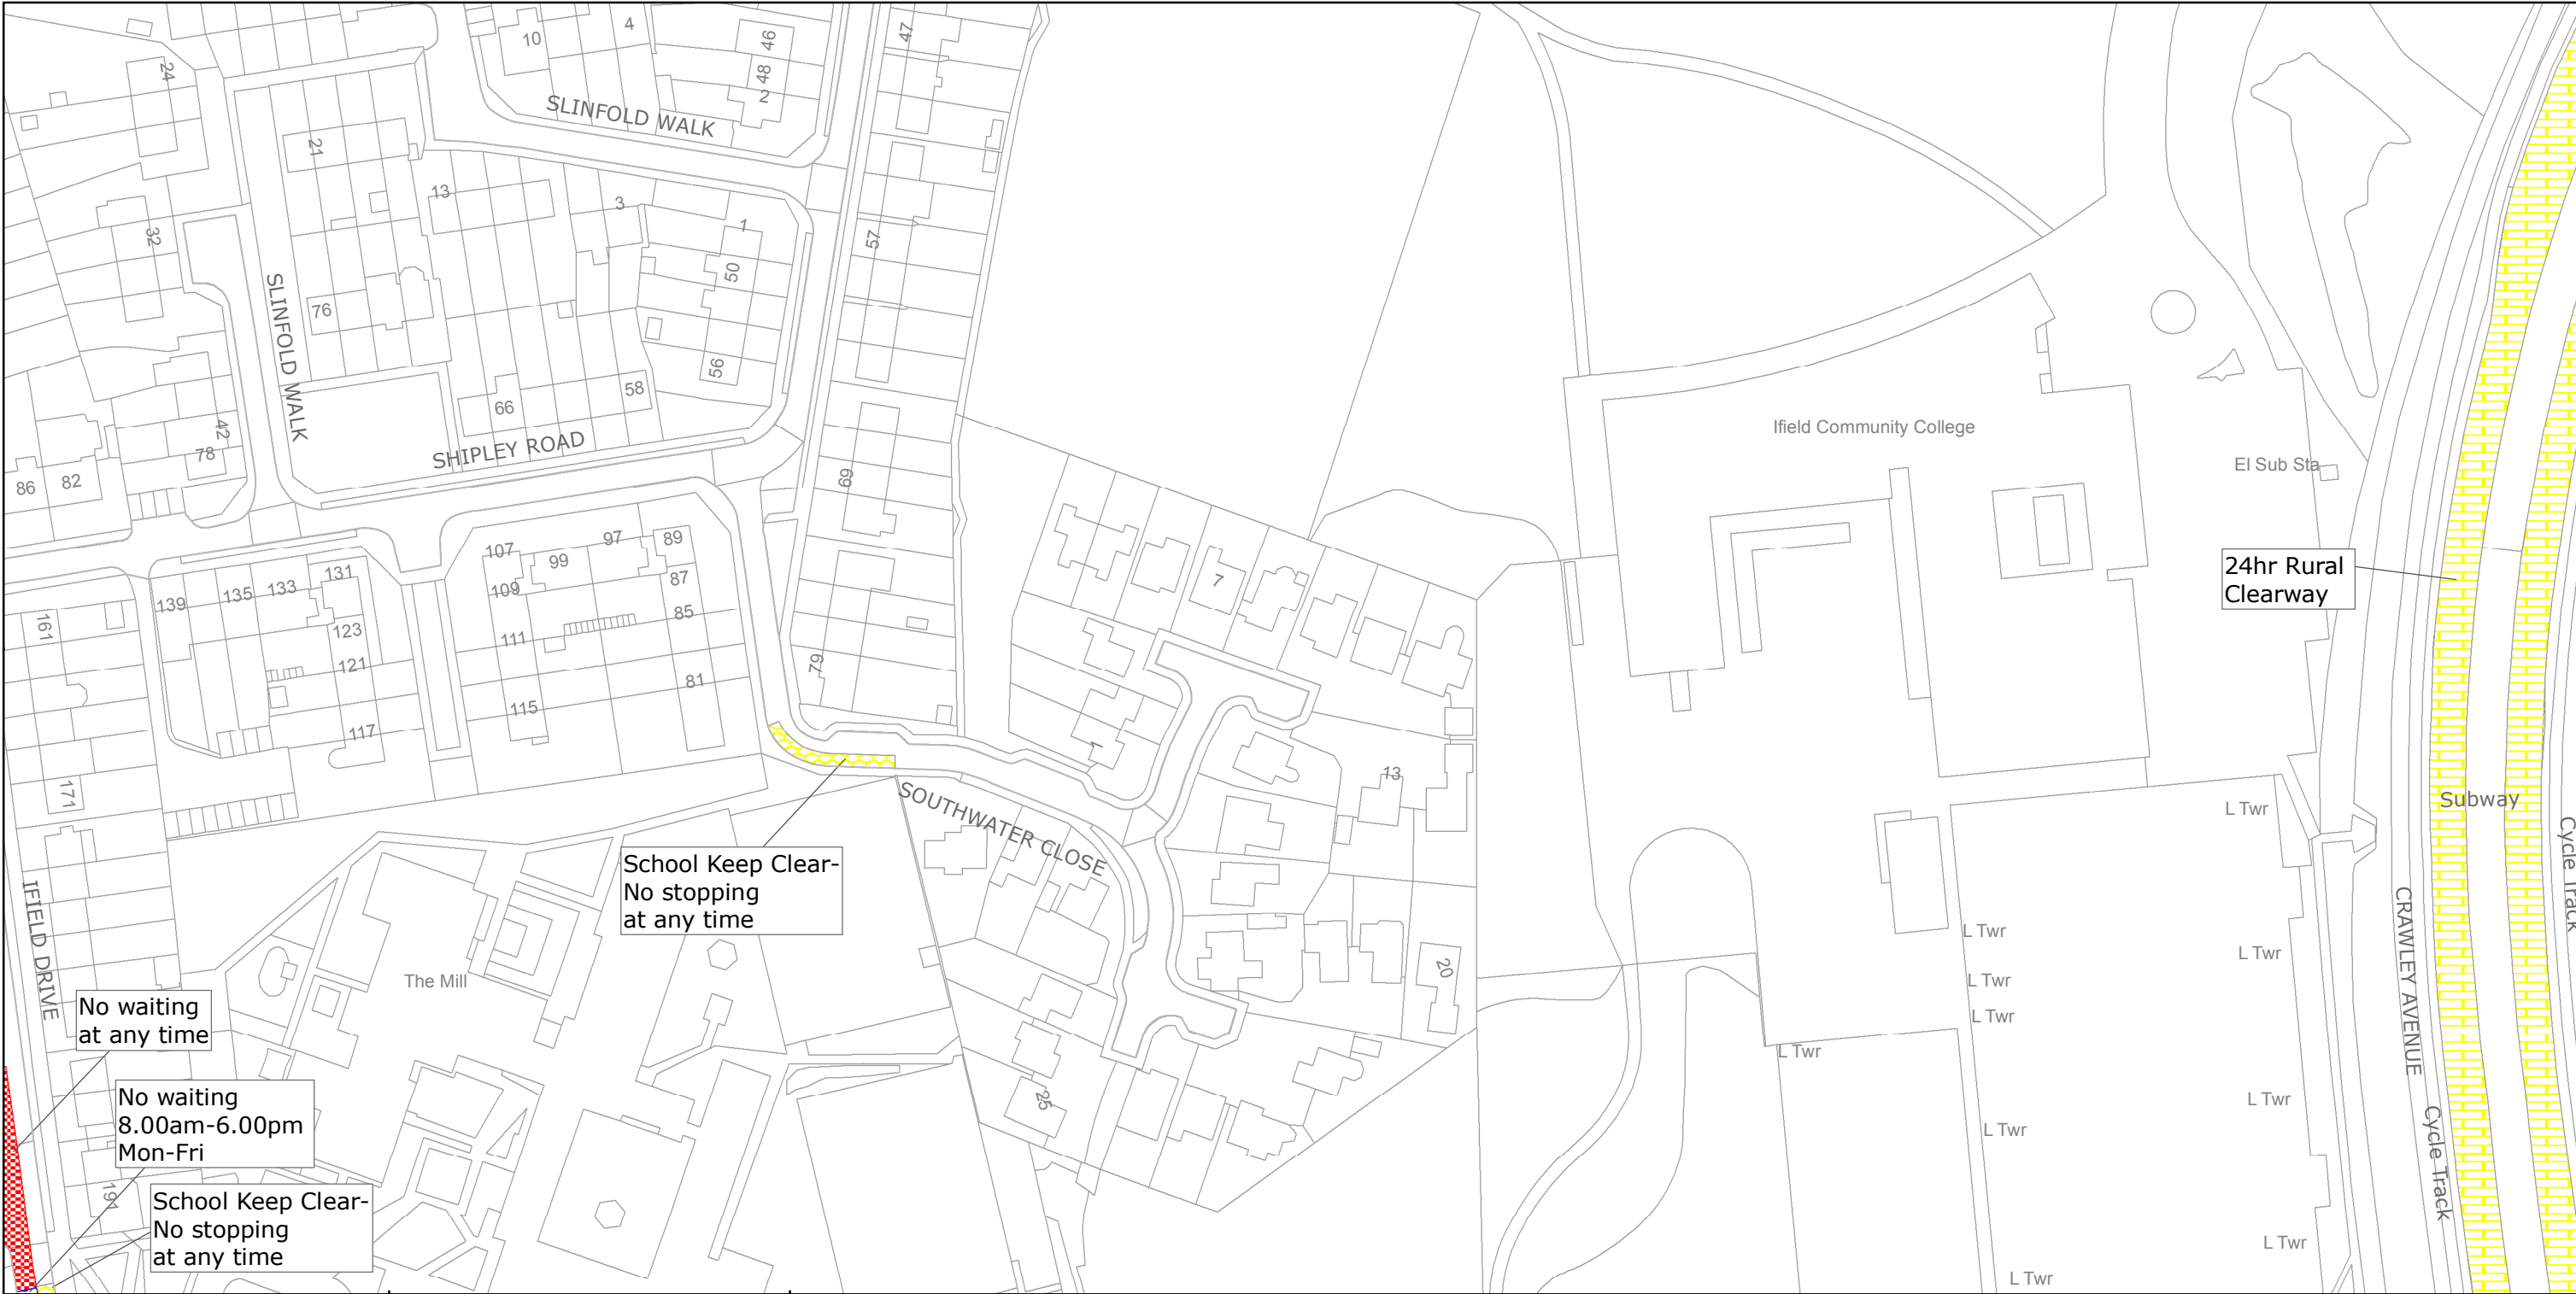 10
4
46
48
2
47
24
SLINFOLD WALK
21
13
3
1
50
57
32
SLINFOLD WALK
76
56
58
66
42
78
SHIPLEY ROAD
86
82
69
Ifield Community College
El Sub Sta
107
99
97
89
109
87
85
111
81
115
139
135
133
131
123
121
117
161
171
79
7
24hr Rural
Clearway
1
13
SOUTHWATER CLOSE
School Keep Clear-
No stopping
at any time
Subway
L Twr
Cycle Track
CRAWLEY AVENUE
IFIELD DRIVE
The Mill
20
L Twr
L Twr
L Twr
L Twr
L Twr
No waiting
at any time
No waiting
8.00am-6.00pm
Mon-Fri
25
L Twr
L Twr
Cycle Track
191
School Keep Clear-
No stopping
at any time
L Twr
L Twr